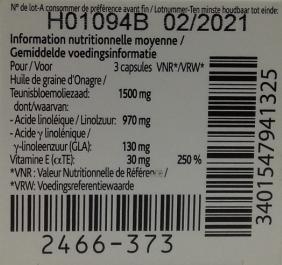 N° de lot-A consommer de préférence avant fin / Lotnummer-Ten minste houdbaar tot einde:
H01094B 02/2021
Information nutritionnelle moyenne /
Gemiddelde voedingsinformatie
Pour / Voor 3 capsules VNR*/VRW*
Huile de graine d'Onagre /
Teunisbloemoliezaad: 1500 mg
dont/waarvan:
- Acide linoléique / Linolzuur: 970 mg
- Acide γ linolénique /
γ-linoleenzuur (GLA): 130 mg
Vitamine E (αTE): 30 mg 250 %
*VNR : Valeur Nutritionnelle de Référence /
*VRW: Voedingsreferentiewaarde
2466-373
3401547941325